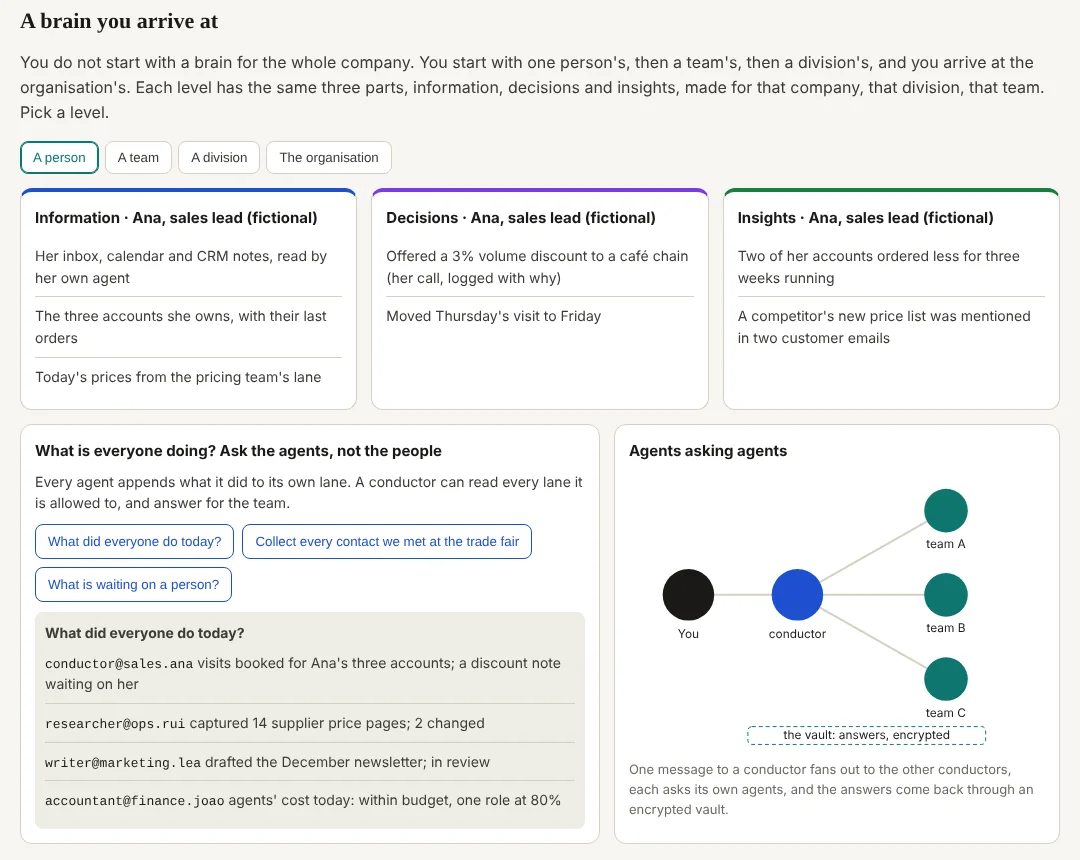 A brain you arrive at
You do not start with a brain for the whole company. You start with one person's, then a team's, then a division's, and you arrive at the
organisation's. Each level has the same three parts, information, decisions and insights, made for that company, that division, that team.
Pick a level.
A person
A team
A division
The organisation
Information · Ana, sales lead (fictional)
Her inbox, calendar and CRM notes, read by
her own agent
The three accounts she owns, with their last
orders
Today's prices from the pricing team's lane
Decisions · Ana, sales lead (fictional)
Offered a 3% volume discount to a café chain
(her call, logged with why)
Moved Thursday's visit to Friday
Insights · Ana, sales lead (fictional)
Two of her accounts ordered less for three
weeks running
A competitor's new price list was mentioned
in two customer emails
What is everyone doing? Ask the agents, not the people
Every agent appends what it did to its own lane. A conductor can read every lane it
is allowed to, and answer for the team.
What did everyone do today?
Collect every contact we met at the trade fair
What is waiting on a person?
What did everyone do today?
conductor@sales.ana visits booked for Ana's three accounts; a discount note
waiting on her
researcher@ops.rui captured 14 supplier price pages; 2 changed
writer@marketing.lea drafted the December newsletter; in review
accountant@finance.joao agents' cost today: within budget, one role at 80%
Agents asking agents
You
conductor
team A
team B
team C
the vault: answers, encrypted
One message to a conductor fans out to the other conductors,
each asks its own agents, and the answers come back through an
encrypted vault.